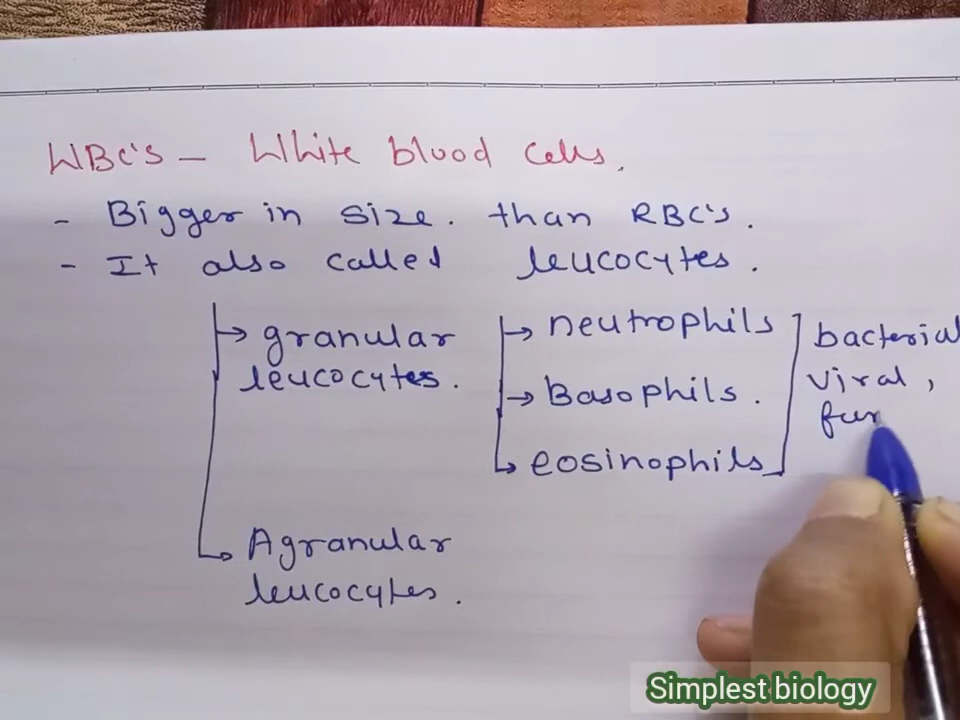 WBC's - White blood cells.
- Bigger in size. than RBC's.
- It also called leucocytes.
granular leucocytes.
neutrophils
Basophils.
eosinophils
bacterial
viral,
fun
Agranular leucocytes.
Simplest biology